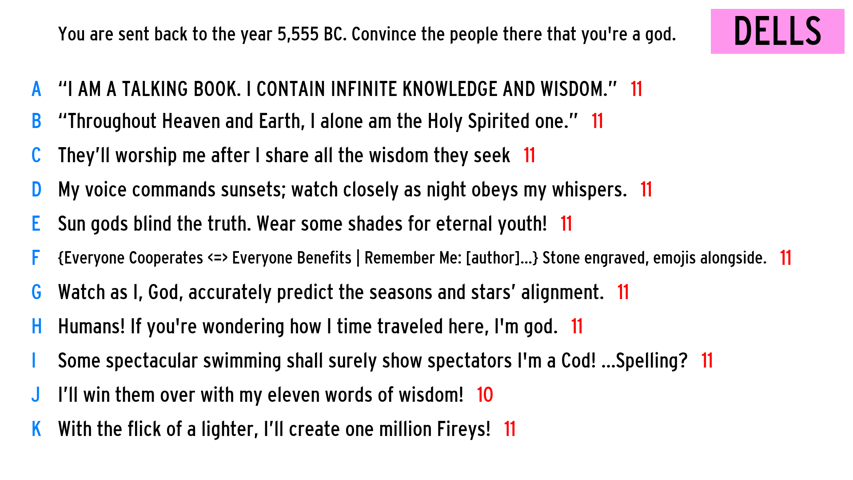 You are sent back to the year 5,555 BC. Convince the people there that you're a god.
DELLS
A “I AM A TALKING BOOK. I CONTAIN INFINITE KNOWLEDGE AND WISDOM.” 11
B “Throughout Heaven and Earth, I alone am the Holy Spirited one.” 11
C They’ll worship me after I share all the wisdom they seek 11
D My voice commands sunsets; watch closely as night obeys my whispers. 11
E Sun gods blind the truth. Wear some shades for eternal youth! 11
F {Everyone Cooperates <=> Everyone Benefits | Remember Me: [author]...} Stone engraved, emojis alongside. 11
G Watch as I, God, accurately predict the seasons and stars’ alignment. 11
H Humans! If you're wondering how I time traveled here, I'm god. 11
I Some spectacular swimming shall surely show spectators I'm a Cod! ...Spelling? 11
J I’ll win them over with my eleven words of wisdom! 10
K With the flick of a lighter, I’ll create one million Fireys! 11